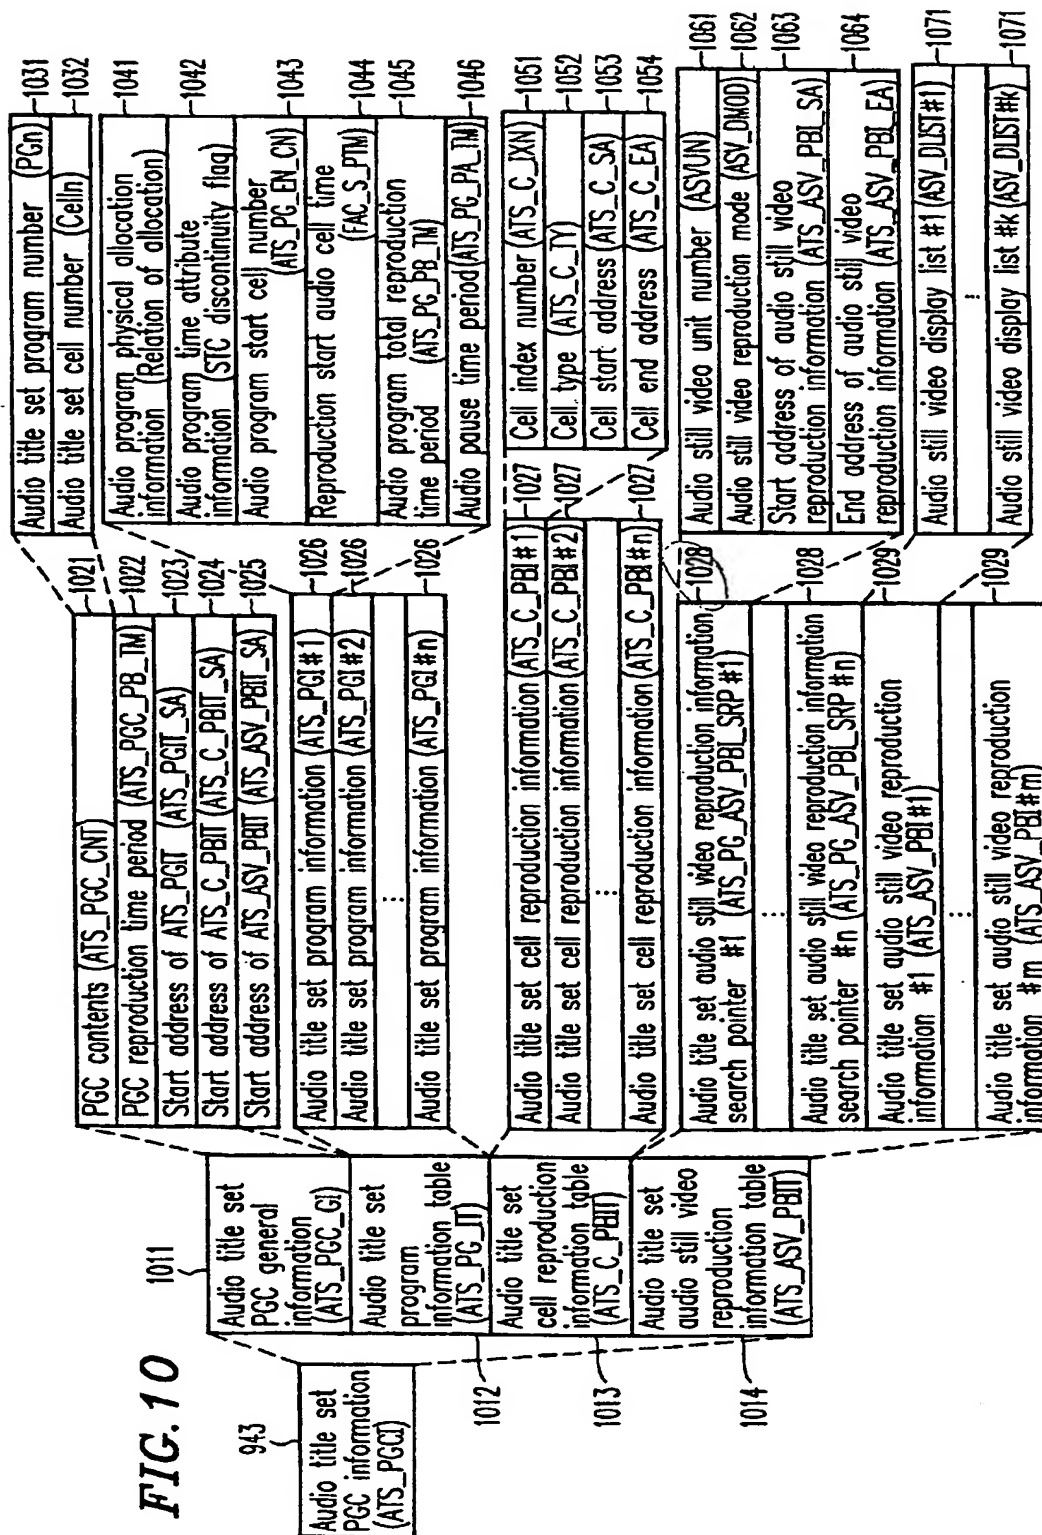 FIG. 10
943
Audio title set
PGC information
(ATS_PGCI)
1011
Audio title set
PGC general
information
(ATS_PGC_GI)
Audio title set
program
information table
(ATS_PG_IT)
Audio title set
cell reproduction
information table
(ATS_C_PBIT)
Audio title set
audio still video
reproduction
information table
(ATS_ASV_PBIT)
1012
1013
1014
PGC contents (ATS_PGC_CNT)
1021
PGC reproduction time period (ATS_PGC_PB_TM)
1022
Start address of ATS_PGIT (ATS_PGIT_SA)
1023
Start address of ATS_C_PBIT (ATS_C_PBIT_SA)
1024
Start address of ATS_ASV_PBIT (ATS_ASV_PBIT_SA)
1025
Audio title set program information (ATS_PGI#1)
1026
Audio title set program information (ATS_PGI#2)
1026
...
Audio title set program information (ATS_PGI#n)
1026
Audio title set cell reproduction information (ATS_C_PBI#1)
1027
Audio title set cell reproduction information (ATS_C_PBI#2)
1027
...
Audio title set cell reproduction information (ATS_C_PBI#n)
1027
Audio title set audio still video reproduction information
search pointer #1 (ATS_PG_ASV_PBI_SRP #1)
1028
...
Audio title set audio still video reproduction information
search pointer #n (ATS_PG_ASV_PBI_SRP #n)
1028
Audio title set audio still video reproduction
information #1 (ATS_ASV_PBI#1)
1029
...
Audio title set audio still video reproduction
information #m (ATS_ASV_PBI#m)
1029
Audio title set program number (PGn)
1031
Audio title set cell number (Celln)
1032
Audio program physical allocation
information (Relation of allocation)
1041
Audio program time attribute
information (STC discontinuity flag)
1042
Audio program start cell number
(ATS_PG_EN_CN)
1043
Reproduction start audio cell time
(FAC_S_PTM)
1044
Audio program total reproduction
time period (ATS_PG_PB_TM)
1045
Audio pause time period (ATS_PG_PA_TM)
1046
Cell index number (ATS_C_IXN)
1051
Cell type (ATS_C_TY)
1052
Cell start address (ATS_C_SA)
1053
Cell end address (ATS_C_EA)
1054
Audio still video unit number (ASVUN)
1061
Audio still video reproduction mode (ASV_DMOD)
1062
Start address of audio still video
reproduction information (ATS_ASV_PBI_SA)
1063
End address of audio still video
reproduction information (ATS_ASV_PBI_EA)
1064
Audio still video display list #1 (ASV_DLIST#1)
1071
...
Audio still video display list #k (ASV_DLIST#k)
1071